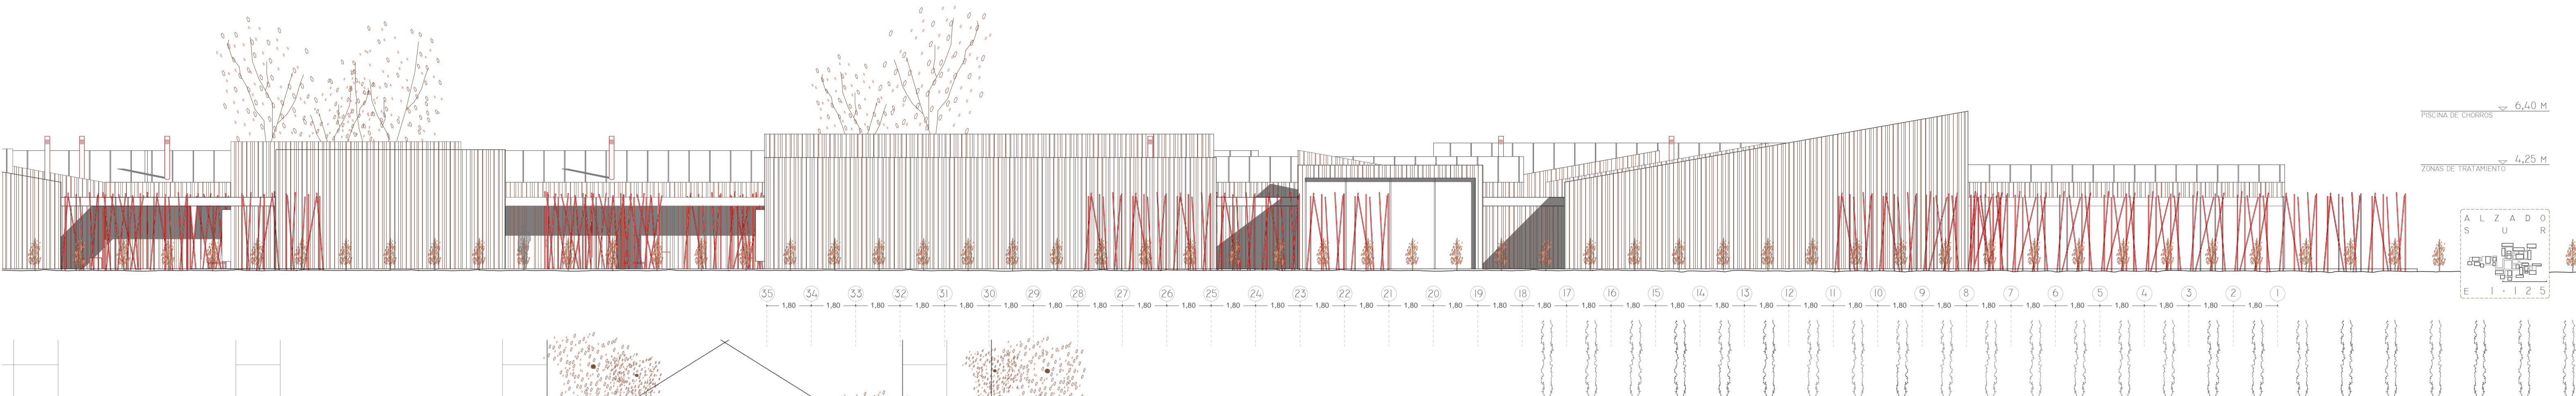 6,40 M
PISCINA DE CHORROS
4,25 M
ZONAS DE TRATAMIENTO
ALZADO
SUR
E 1·125
35 34 33 32 31 30 29 28 27 26 25 24 23 22 21 20 19 18 17 16 15 14 13 12 11 10 9 8 7 6 5 4 3 2 1
1,80 1,80 1,80 1,80 1,80 1,80 1,80 1,80 1,80 1,80 1,80 1,80 1,80 1,80 1,80 1,80 1,80 1,80 1,80 1,80 1,80 1,80 1,80 1,80 1,80 1,80 1,80 1,80 1,80 1,80 1,80 1,80 1,80 1,80